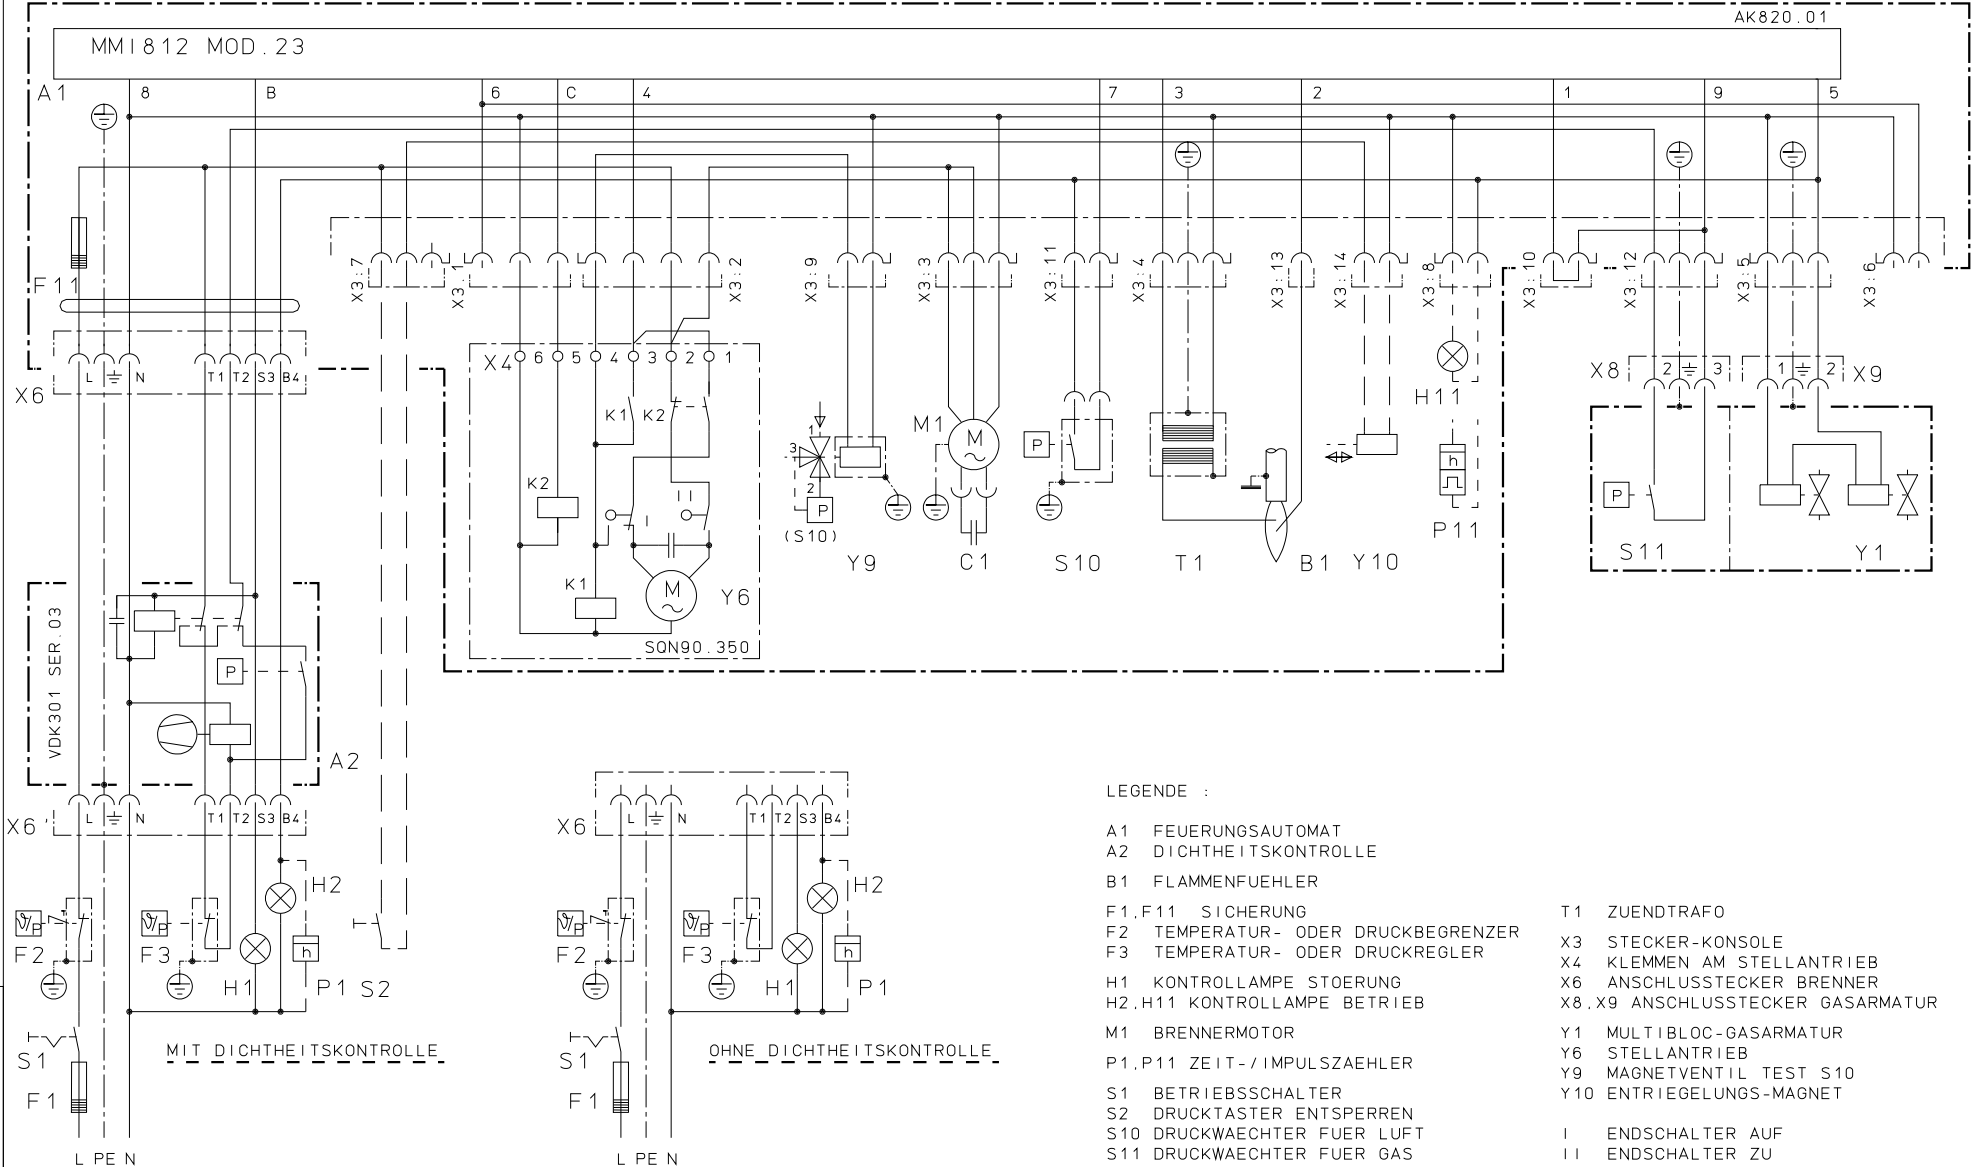 AK820.01
MMI812 MOD.23
A1 8 B 6 C 4 7 3 2 1 9 5
F11
X3:7 X3:1 X3:2 X3:9 X3:3 X3:11 X3:4 X3:13 X3:14 X3:8 X3:10 X3:12 X3:5 X3:6
X6 L N T1 T2 S3 B4
X4 6 5 4 3 2 1
K1 K2
K2
II
I
K1
M
Y6
SQN90.350
1
3
2
P
(S10)
Y9
M1
M
C1
P
S10
T1
B1
Y10
H11
h
P11
X8 2 3
1 2 X9
P
S11
Y1
VDK301 SER.03
P
A2
X6' L N T1 T2 S3 B4
H2
ϑ/P
F2
ϑ/P
F3
H1
h
P1
S2
S1
F1
L PE N
MIT DICHTHEITSKONTROLLE
X6 L N T1 T2 S3 B4
H2
ϑ/P
F2
ϑ/P
F3
H1
h
P1
S1
F1
L PE N
OHNE DICHTHEITSKONTROLLE
LEGENDE :
A1 FEUERUNGSAUTOMAT
A2 DICHTHEITSKONTROLLE
B1 FLAMMENFUEHLER
F1,F11 SICHERUNG
F2 TEMPERATUR- ODER DRUCKBEGRENZER
F3 TEMPERATUR- ODER DRUCKREGLER
H1 KONTROLLAMPE STOERUNG
H2,H11 KONTROLLAMPE BETRIEB
M1 BRENNERMOTOR
P1,P11 ZEIT-/IMPULSZAEHLER
S1 BETRIEBSSCHALTER
S2 DRUCKTASTER ENTSPERREN
S10 DRUCKWAECHTER FUER LUFT
S11 DRUCKWAECHTER FUER GAS
T1 ZUENDTRAFO
X3 STECKER-KONSOLE
X4 KLEMMEN AM STELLANTRIEB
X6 ANSCHLUSSTECKER BRENNER
X8,X9 ANSCHLUSSTECKER GASARMATUR
Y1 MULTIBLOC-GASARMATUR
Y6 STELLANTRIEB
Y9 MAGNETVENTIL TEST S10
Y10 ENTRIEGELUNGS-MAGNET
I ENDSCHALTER AUF
II ENDSCHALTER ZU